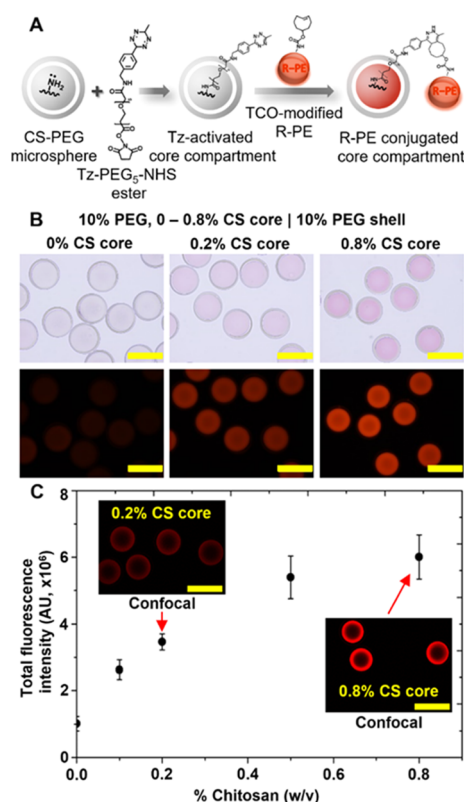 A
NH₂
CS-PEG
microsphere
+
Tz-PEG₅-NHS
ester
Tz-activated
core compartment
R-PE
TCO-modified
R-PE
R-PE
R-PE conjugated
core compartment
B
10% PEG, 0 – 0.8% CS core | 10% PEG shell
0% CS core
0.2% CS core
0.8% CS core
C
Total fluorescence
intensity (AU, x10⁶)
8
6
4
2
0
0.2% CS core
Confocal
0.8% CS core
Confocal
0.0
0.2
0.4
0.6
0.8
% Chitosan (w/v)